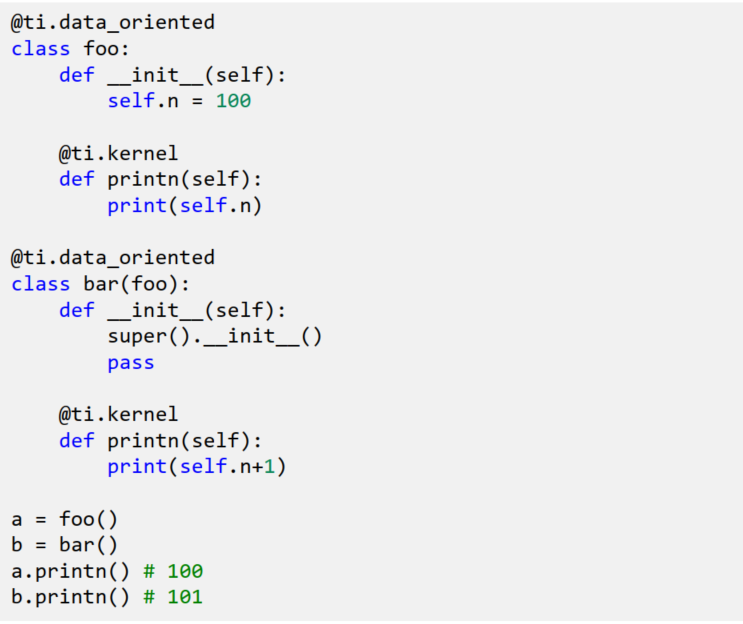 @ti.data_oriented
class foo:
    def __init__(self):
        self.n = 100

    @ti.kernel
    def printn(self):
        print(self.n)

@ti.data_oriented
class bar(foo):
    def __init__(self):
        super().__init__()
        pass

    @ti.kernel
    def printn(self):
        print(self.n+1)

a = foo()
b = bar()
a.printn() # 100
b.printn() # 101